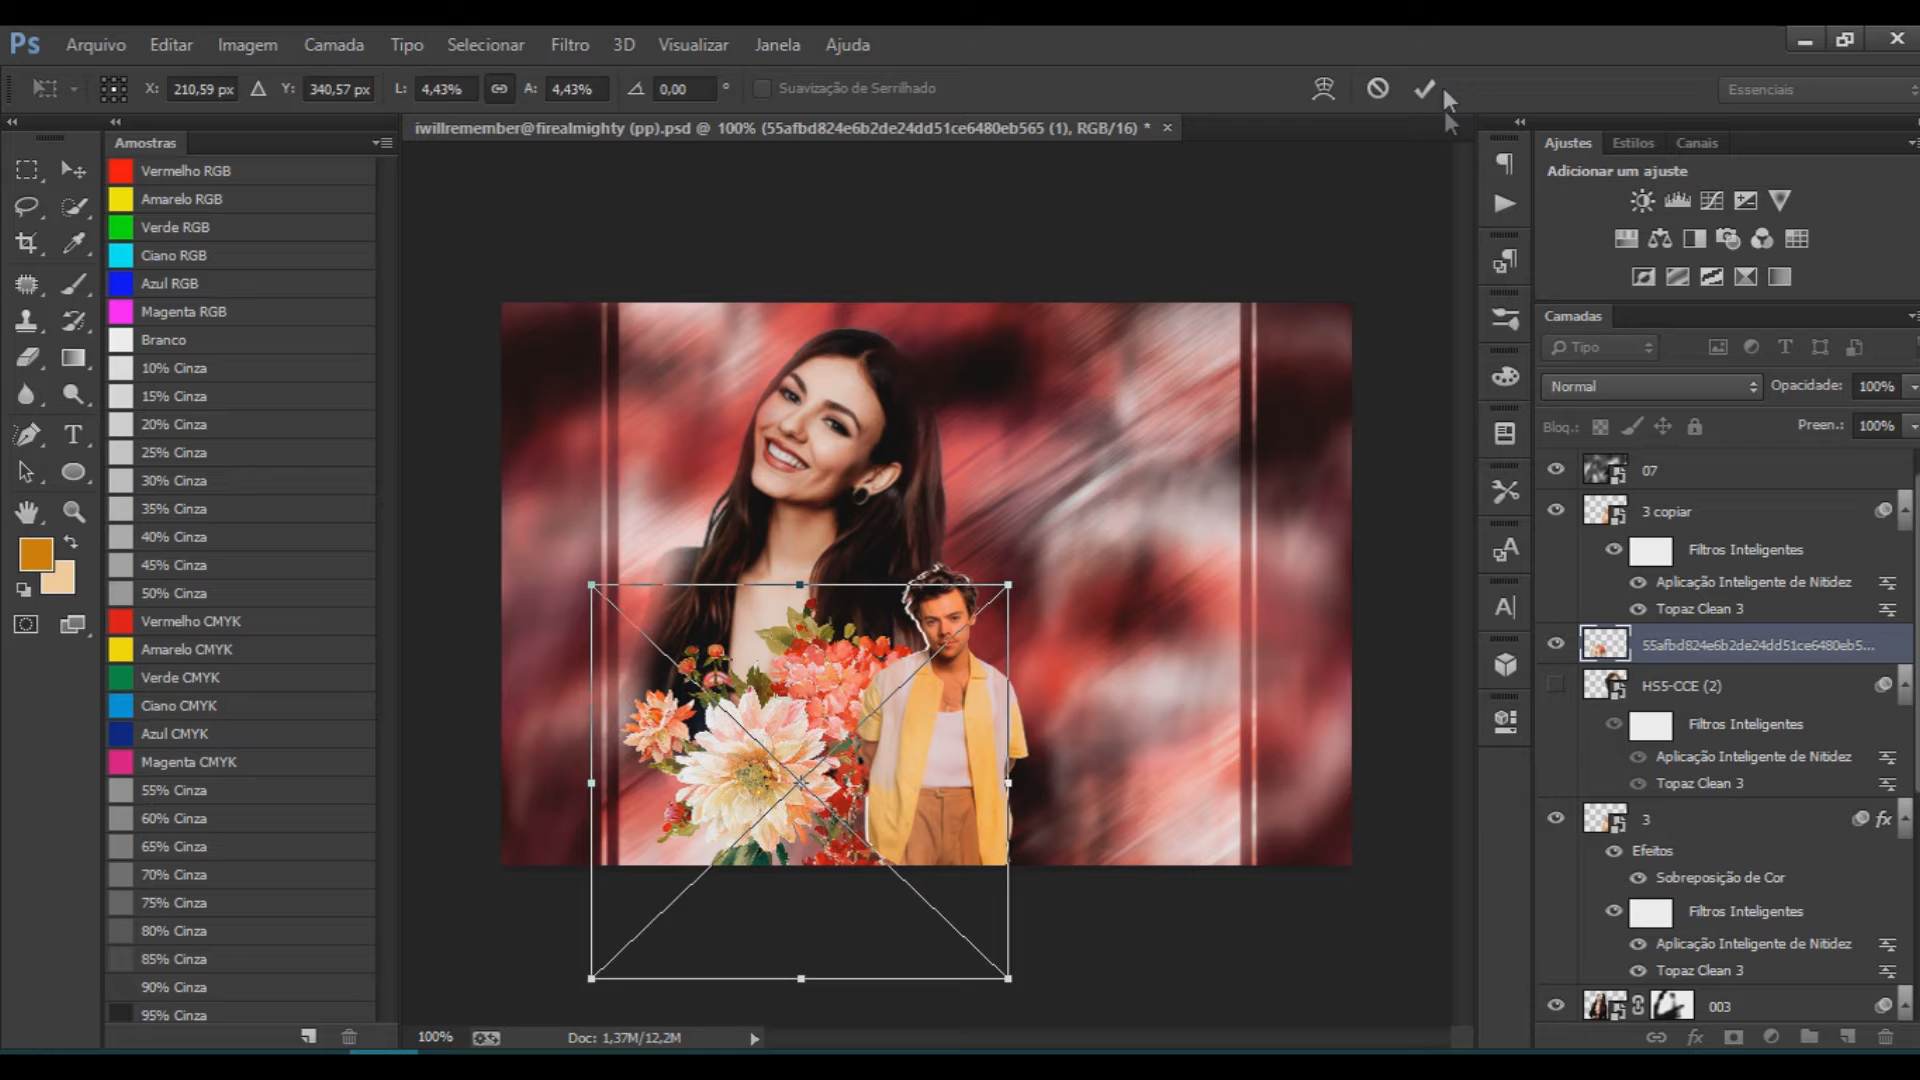 Ps Arquivo Editar Imagem Camada Tipo Selecionar Filtro 3D Visualizar Janela Ajuda
X: 210,59 px Y: 340,57 px L: 4,43% A: 4,43% 0,00 ° Suavização de Serrilhado Essenciais
iwillremember@firealmighty (pp).psd @ 100% (55afbd824e6b2de24dd51ce6480eb565 (1), RGB/16) *
Amostras
Vermelho RGB
Amarelo RGB
Verde RGB
Ciano RGB
Azul RGB
Magenta RGB
Branco
10% Cinza
15% Cinza
20% Cinza
25% Cinza
30% Cinza
35% Cinza
40% Cinza
45% Cinza
50% Cinza
Vermelho CMYK
Amarelo CMYK
Verde CMYK
Ciano CMYK
Azul CMYK
Magenta CMYK
55% Cinza
60% Cinza
65% Cinza
70% Cinza
75% Cinza
80% Cinza
85% Cinza
90% Cinza
95% Cinza
100% Doc: 1,37M/12,2M
Ajustes Estilos Canais
Adicionar um ajuste
Camadas
Tipo
Normal Opacidade: 100%
Bloq.: Preen.: 100%
07
3 copiar
Filtros Inteligentes
Aplicação Inteligente de Nitidez
Topaz Clean 3
55afbd824e6b2de24dd51ce6480eb5...
HS5-CCE (2)
Filtros Inteligentes
Aplicação Inteligente de Nitidez
Topaz Clean 3
3 fx
Efeitos
Sobreposição de Cor
Filtros Inteligentes
Aplicação Inteligente de Nitidez
Topaz Clean 3
003
fx